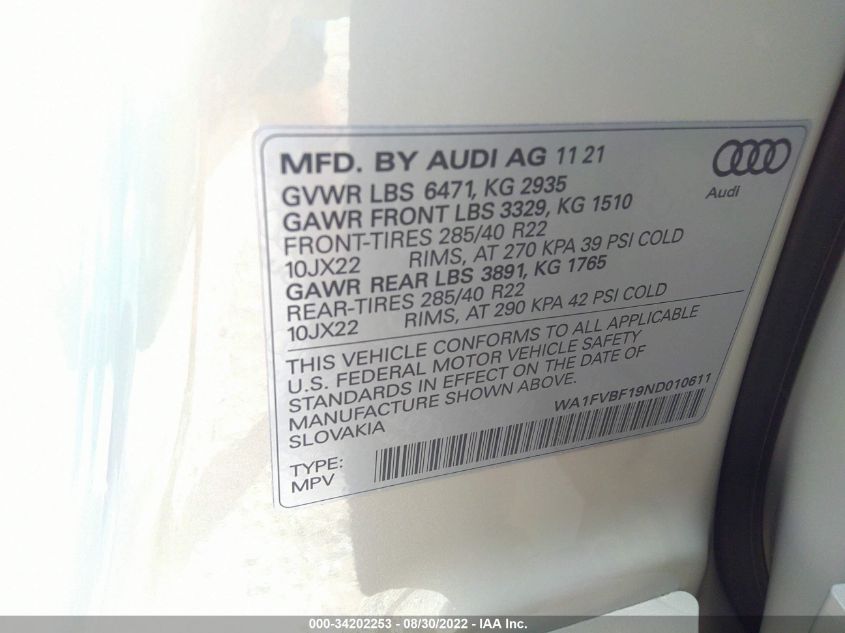 MFD. BY AUDI AG 11 21
Audi
GVWR LBS 6471, KG 2935
GAWR FRONT LBS 3329, KG 1510
FRONT-TIRES 285/40 R22
10JX22 RIMS, AT 270 KPA 39 PSI COLD
GAWR REAR LBS 3891, KG 1765
REAR-TIRES 285/40 R22
10JX22 RIMS, AT 290 KPA 42 PSI COLD
THIS VEHICLE CONFORMS TO ALL APPLICABLE
U.S. FEDERAL MOTOR VEHICLE SAFETY
STANDARDS IN EFFECT ON THE DATE OF
MANUFACTURE SHOWN ABOVE.
SLOVAKIA
WA1FVBF19ND010611
TYPE:
MPV
000-34202253 - 08/30/2022 - IAA Inc.